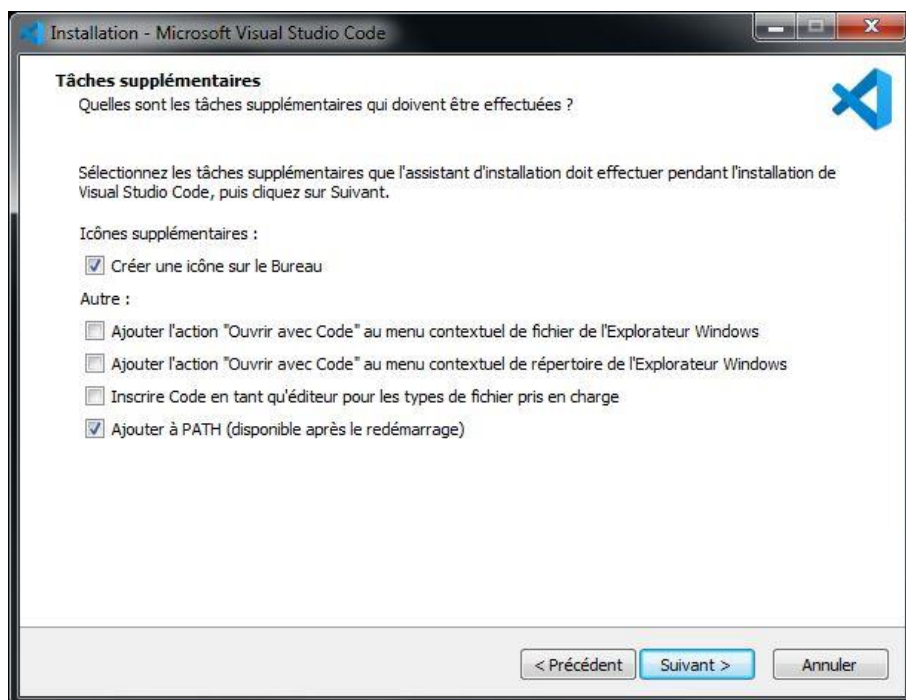 Installation - Microsoft Visual Studio Code
Tâches supplémentaires
Quelles sont les tâches supplémentaires qui doivent être effectuées ?
Sélectionnez les tâches supplémentaires que l'assistant d'installation doit effectuer pendant l'installation de
Visual Studio Code, puis cliquez sur Suivant.
Icônes supplémentaires :
Créer une icône sur le Bureau
Autre :
Ajouter l'action "Ouvrir avec Code" au menu contextuel de fichier de l'Explorateur Windows
Ajouter l'action "Ouvrir avec Code" au menu contextuel de répertoire de l'Explorateur Windows
Inscrire Code en tant qu'éditeur pour les types de fichier pris en charge
Ajouter à PATH (disponible après le redémarrage)
< Précédent Suivant > Annuler